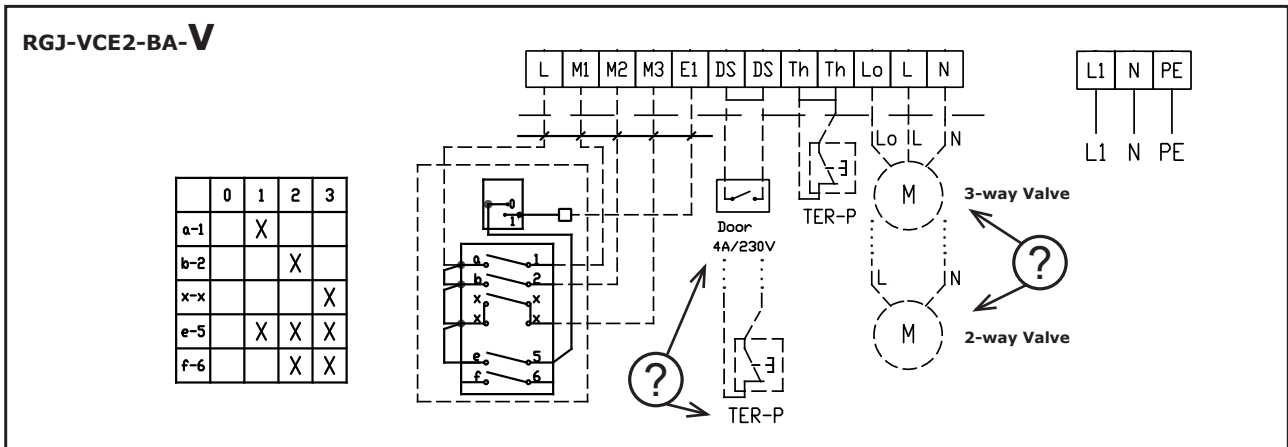 RGJ-VCE2-BA-V
L M1 M2 M3 E1 DS DS Th Th Lo L N
L1 N PE
L1 N PE
Lo L N
M
3-way Valve
TER-P
Door
4A/230V
0
1
0 1 2 3
a-1 X
b-2 X
x-x X
e-5 X X X
f-6 X X
a 1
b 2
x x
x x
e 5
f 6
L N
M
2-way Valve
?
?
TER-P